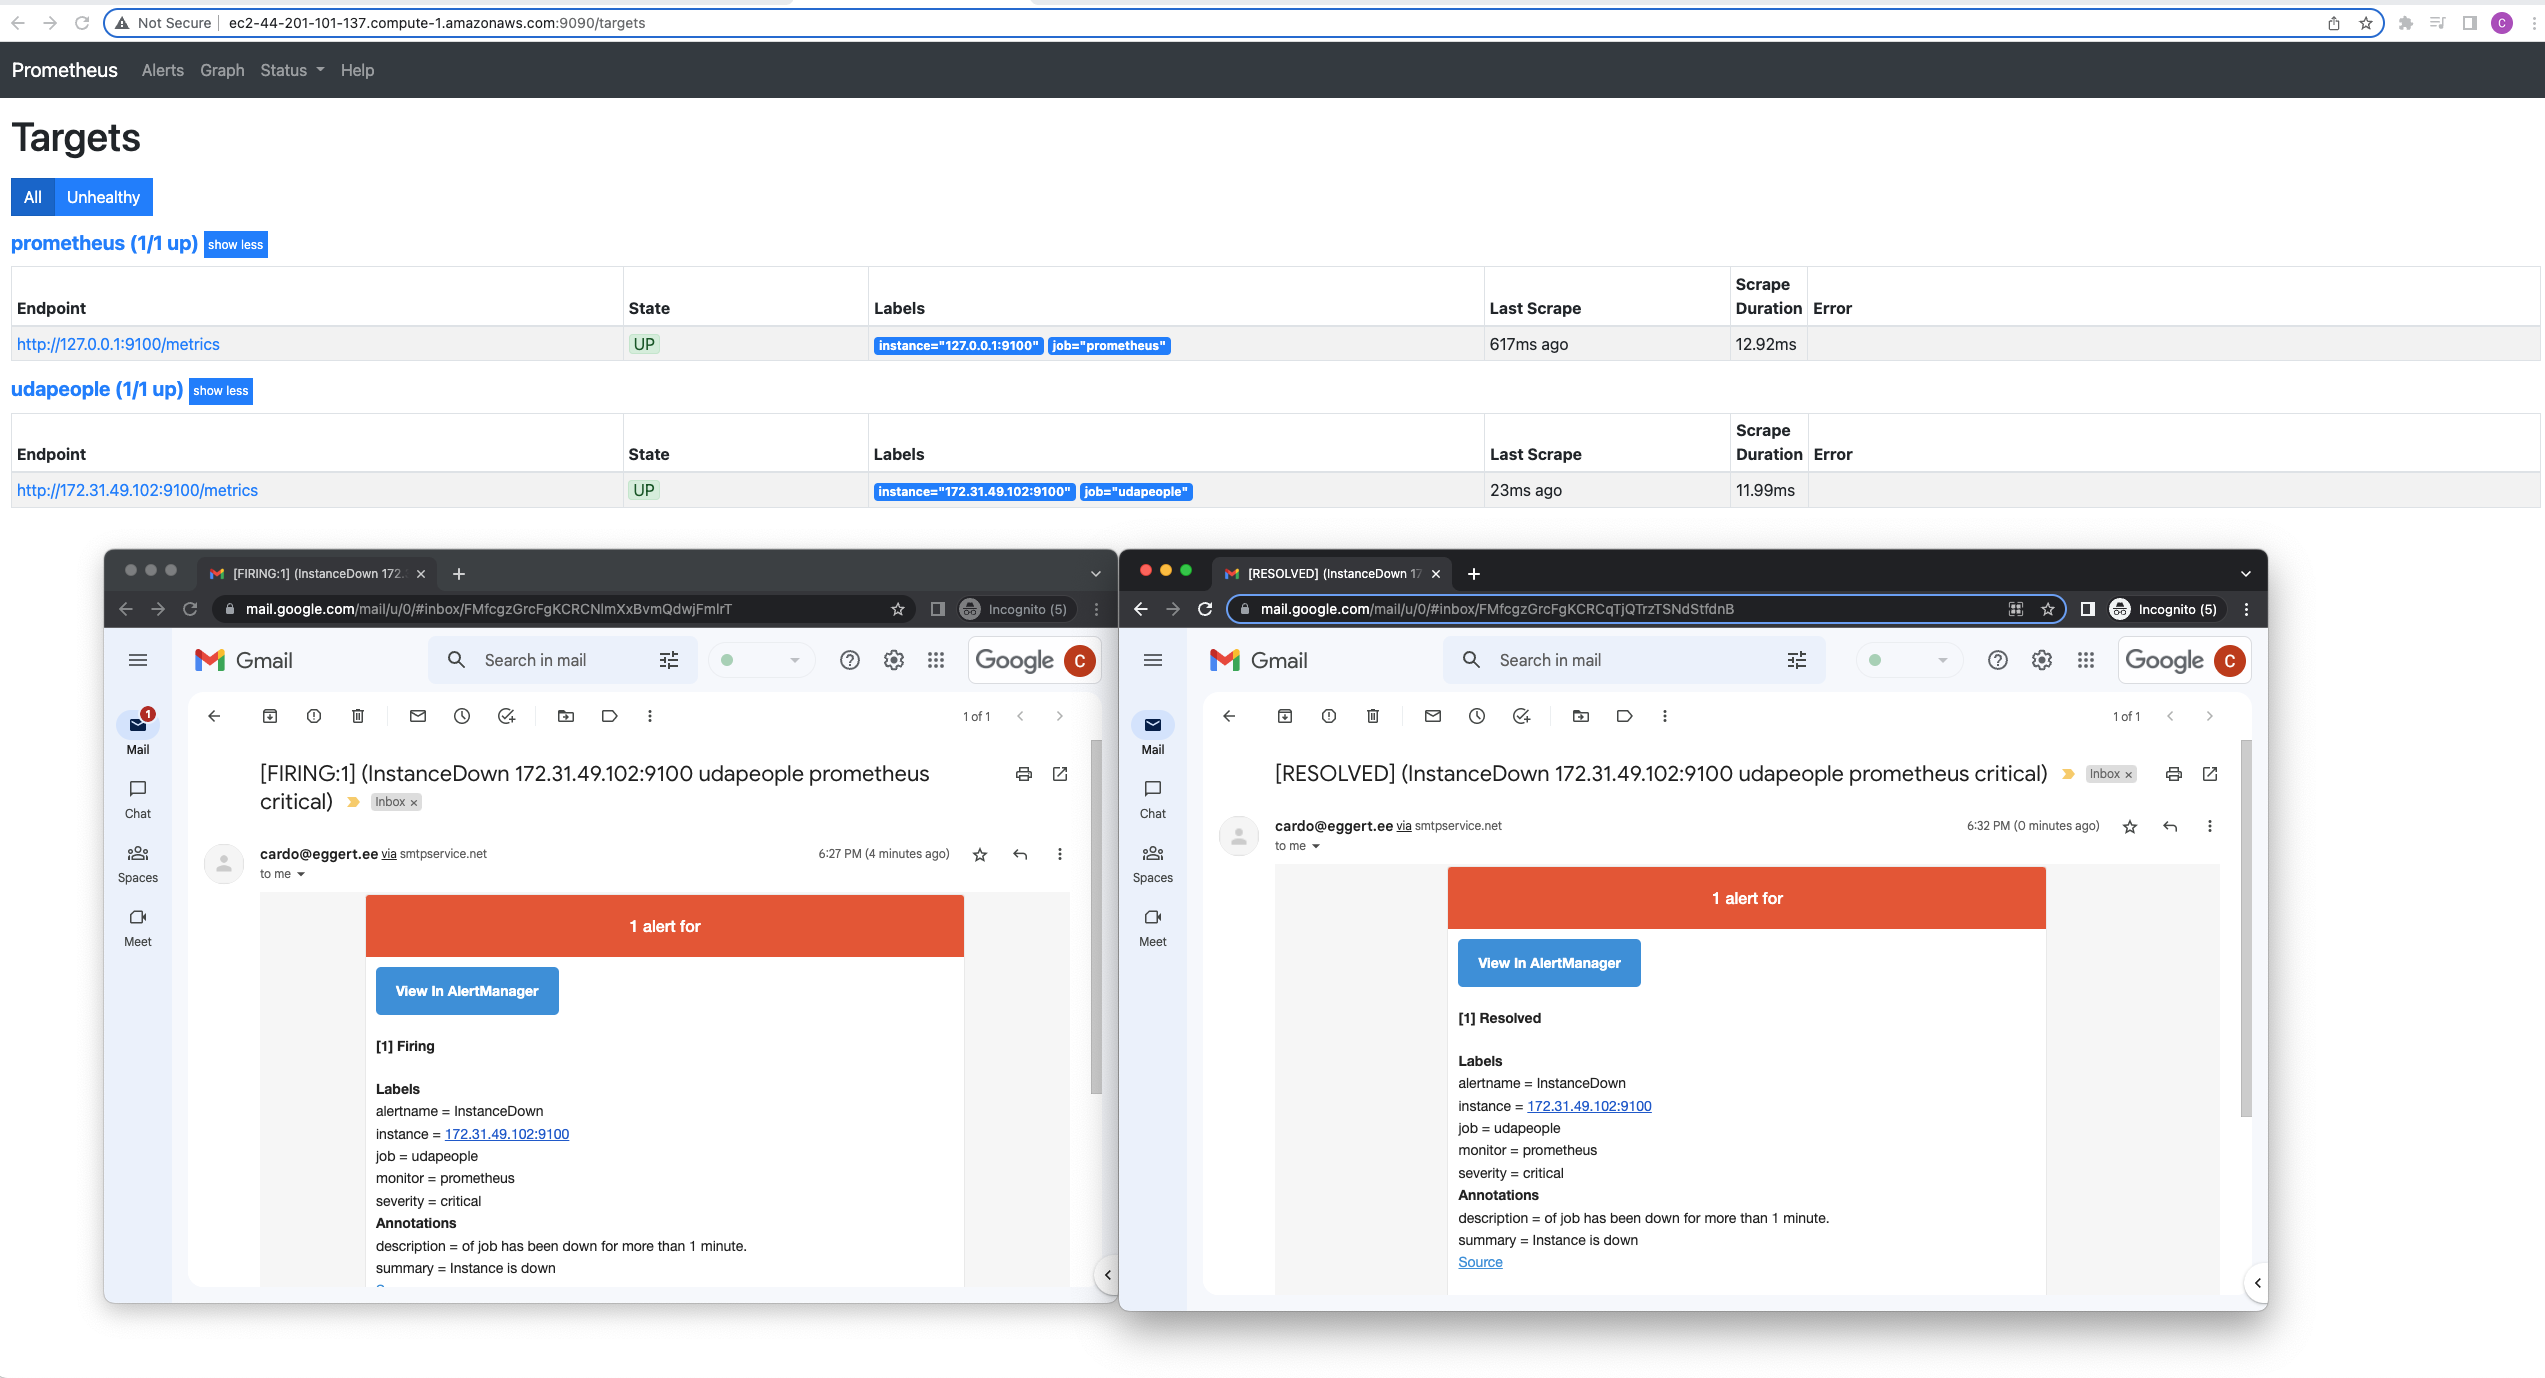 Not Secure ec2-44-201-101-137.compute-1.amazonaws.com:9090/targets C
Prometheus Alerts Graph Status Help
Targets
All Unhealthy
prometheus (1/1 up) show less
Endpoint State Labels Last Scrape Scrape Duration Error
http://127.0.0.1:9100/metrics UP instance="127.0.0.1:9100" job="prometheus" 617ms ago 12.92ms
udapeople (1/1 up) show less
Endpoint State Labels Last Scrape Scrape Duration Error
http://172.31.49.102:9100/metrics UP instance="172.31.49.102:9100" job="udapeople" 23ms ago 11.99ms
[FIRING:1] (InstanceDown 172.
mail.google.com/mail/u/0/#inbox/FMfcgzGrcFgKCRCNlmXxBvmQdwjFmlrT Incognito (5)
Gmail Search in mail Google C
1
Mail
Chat
Spaces
Meet
1 of 1
[FIRING:1] (InstanceDown 172.31.49.102:9100 udapeople prometheus
critical) Inbox ×
cardo@eggert.ee via smtpservice.net 6:27 PM (4 minutes ago)
to me
1 alert for
View In AlertManager
[1] Firing
Labels
alertname = InstanceDown
instance = 172.31.49.102:9100
job = udapeople
monitor = prometheus
severity = critical
Annotations
description = of job has been down for more than 1 minute.
summary = Instance is down
[RESOLVED] (InstanceDown 17
mail.google.com/mail/u/0/#inbox/FMfcgzGrcFgKCRCqTjQTrzTSNdStfdnB Incognito (5)
Gmail Search in mail Google C
Mail
Chat
Spaces
Meet
1 of 1
[RESOLVED] (InstanceDown 172.31.49.102:9100 udapeople prometheus critical) Inbox ×
cardo@eggert.ee via smtpservice.net 6:32 PM (0 minutes ago)
to me
1 alert for
View In AlertManager
[1] Resolved
Labels
alertname = InstanceDown
instance = 172.31.49.102:9100
job = udapeople
monitor = prometheus
severity = critical
Annotations
description = of job has been down for more than 1 minute.
summary = Instance is down
Source